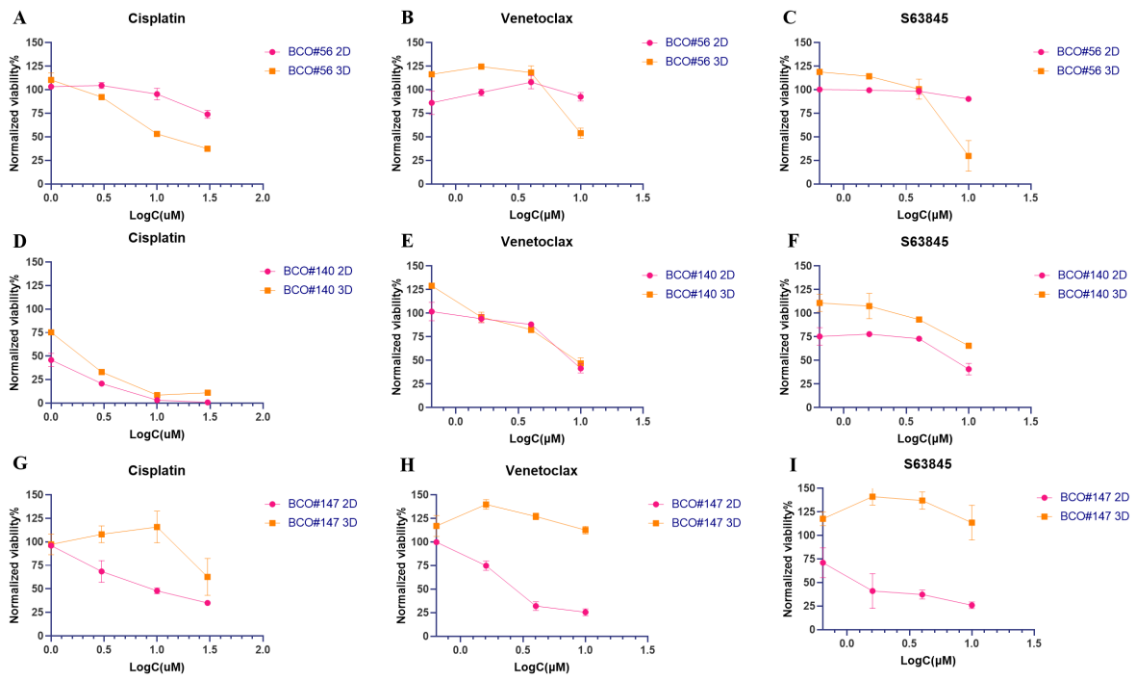 A
Cisplatin
Normalized viability%
150
125
100
75
50
25
0
0.0 0.5 1.0 1.5 2.0
LogC(uM)
BCO#56 2D
BCO#56 3D
B
Venetoclax
Normalized viability%
150
125
100
75
50
25
0
0.0 0.5 1.0 1.5
LogC(µM)
BCO#56 2D
BCO#56 3D
C
S63845
Normalized viability%
150
125
100
75
50
25
0
0.0 0.5 1.0 1.5
LogC(µM)
BCO#56 2D
BCO#56 3D
D
Cisplatin
Normalized viability%
150
125
100
75
50
25
0
0.0 0.5 1.0 1.5 2.0
LogC(uM)
BCO#140 2D
BCO#140 3D
E
Venetoclax
Normalized viability%
150
125
100
75
50
25
0
0.0 0.5 1.0 1.5
LogC(µM)
BCO#140 2D
BCO#140 3D
F
S63845
Normalized viability%
150
125
100
75
50
25
0
0.0 0.5 1.0 1.5
LogC(µM)
BCO#140 2D
BCO#140 3D
G
Cisplatin
Normalized viability%
150
125
100
75
50
25
0
0.0 0.5 1.0 1.5 2.0
LogC(uM)
BCO#147 2D
BCO#147 3D
H
Venetoclax
Normalized viability%
150
125
100
75
50
25
0
0.0 0.5 1.0 1.5
LogC(µM)
BCO#147 2D
BCO#147 3D
I
S63845
Normalized viability%
150
125
100
75
50
25
0
0.0 0.5 1.0 1.5
LogC(µM)
BCO#147 2D
BCO#147 3D